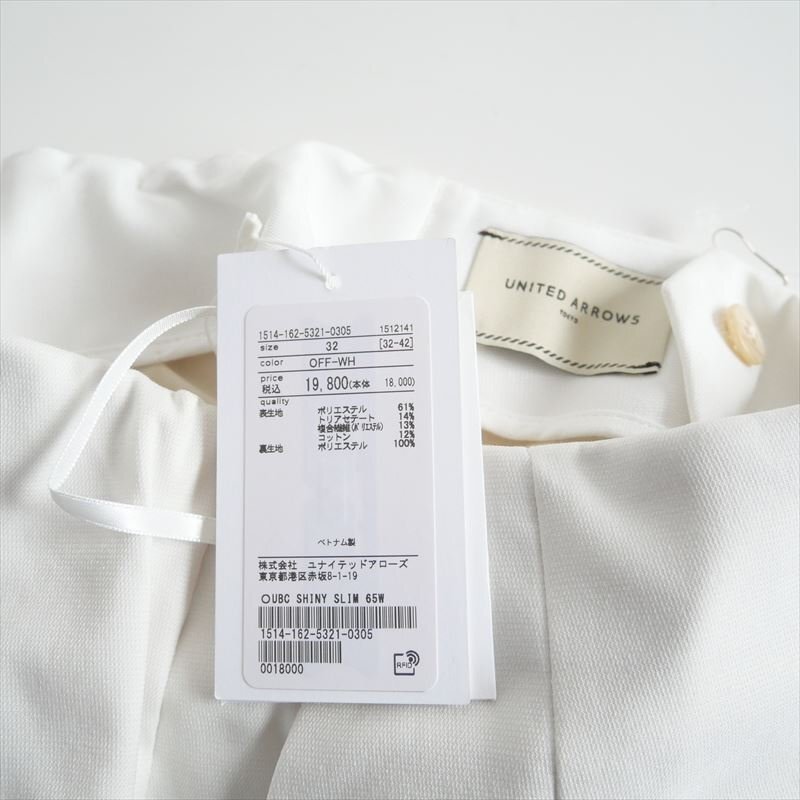 UNITED ARROWS
TOKYO
1514-162-5321-0305 1512141
size 32 [32-42]
color OFF-WH
price
税込 19,800(本体 18,000)
quality
表生地 ポリエステル 61%
トリアセテート 14%
複合繊維(ポリエステル) 13%
コットン 12%
裏生地 ポリエステル 100%
ベトナム製
株式会社 ユナイテッドアローズ
東京都港区赤坂8-1-19
○UBC SHINY SLIM 65W
1514-162-5321-0305
0018000
RFID